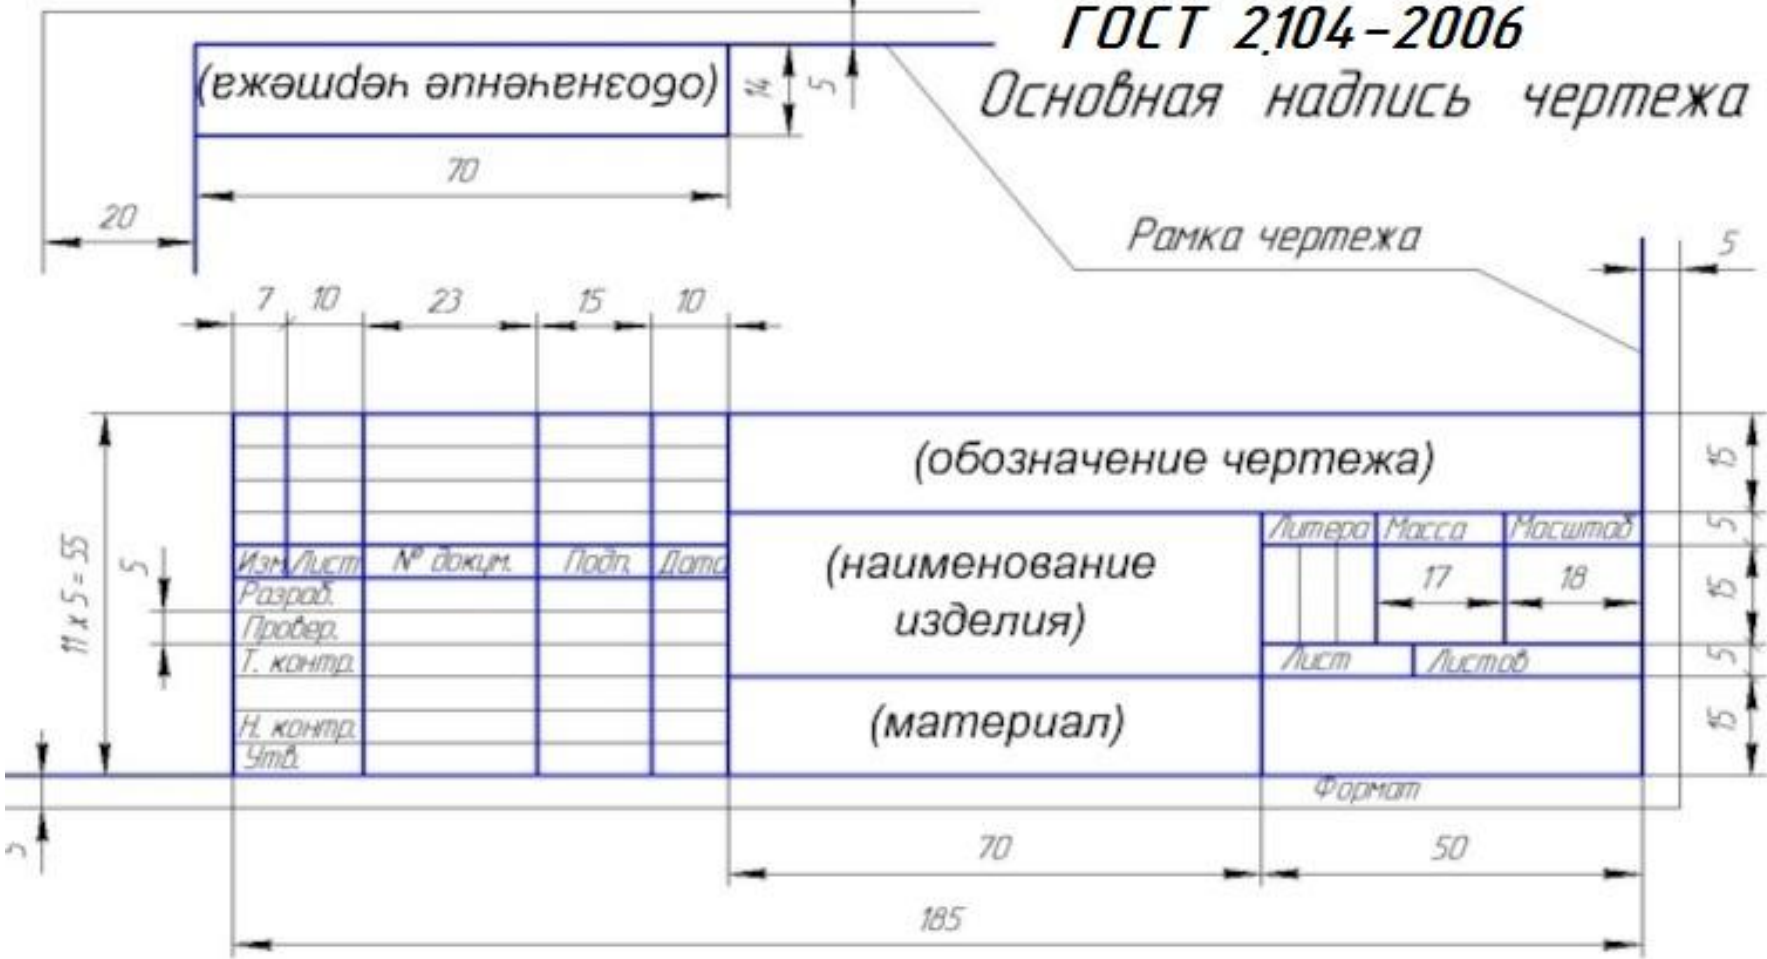 ГОСТ 2.104-2006
Основная надпись чертежа
(обозначение чертежа)
14
5
70
20
Рамка чертежа
5
7 10 23 15 10
(обозначение чертежа)
15
Литера Масса Масштаб
5
(наименование
изделия)
17 18
15
Изм Лист № докум. Подп. Дата
Разраб.
Провер.
Т. контр.
Н. контр.
Утв.
11 x 5 = 55
5
Лист Листов
5
(материал)
15
Формат
5
70 50
185